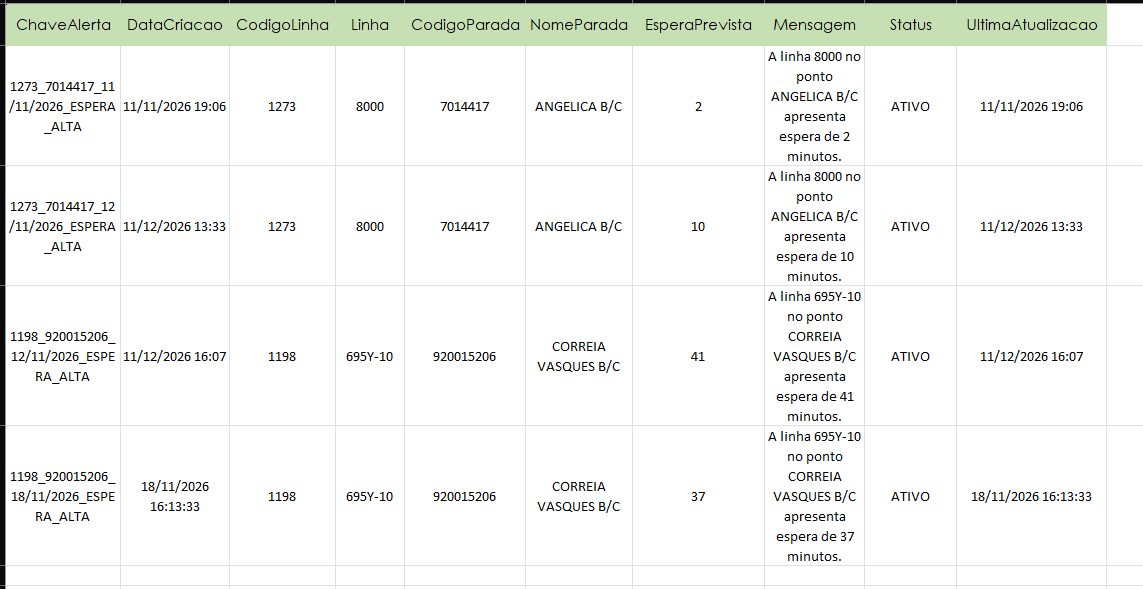 ChaveAlerta DataCriacao CodigoLinha Linha CodigoParada NomeParada EsperaPrevista Mensagem Status UltimaAtualizacao
1273_7014417_11
/11/2026_ESPERA
_ALTA
11/11/2026 19:06
1273
8000
7014417
ANGELICA B/C
2
A linha 8000 no
ponto
ANGELICA B/C
apresenta
espera de 2
minutos.
ATIVO
11/11/2026 19:06
1273_7014417_12
/11/2026_ESPERA
_ALTA
11/12/2026 13:33
1273
8000
7014417
ANGELICA B/C
10
A linha 8000 no
ponto
ANGELICA B/C
apresenta
espera de 10
minutos.
ATIVO
11/12/2026 13:33
1198_920015206_
12/11/2026_ESPE
RA_ALTA
11/12/2026 16:07
1198
695Y-10
920015206
CORREIA
VASQUES B/C
41
A linha 695Y-10
no ponto
CORREIA
VASQUES B/C
apresenta
espera de 41
minutos.
ATIVO
11/12/2026 16:07
1198_920015206_
18/11/2026_ESPE
RA_ALTA
18/11/2026
16:13:33
1198
695Y-10
920015206
CORREIA
VASQUES B/C
37
A linha 695Y-10
no ponto
CORREIA
VASQUES B/C
apresenta
espera de 37
minutos.
ATIVO
18/11/2026 16:13:33